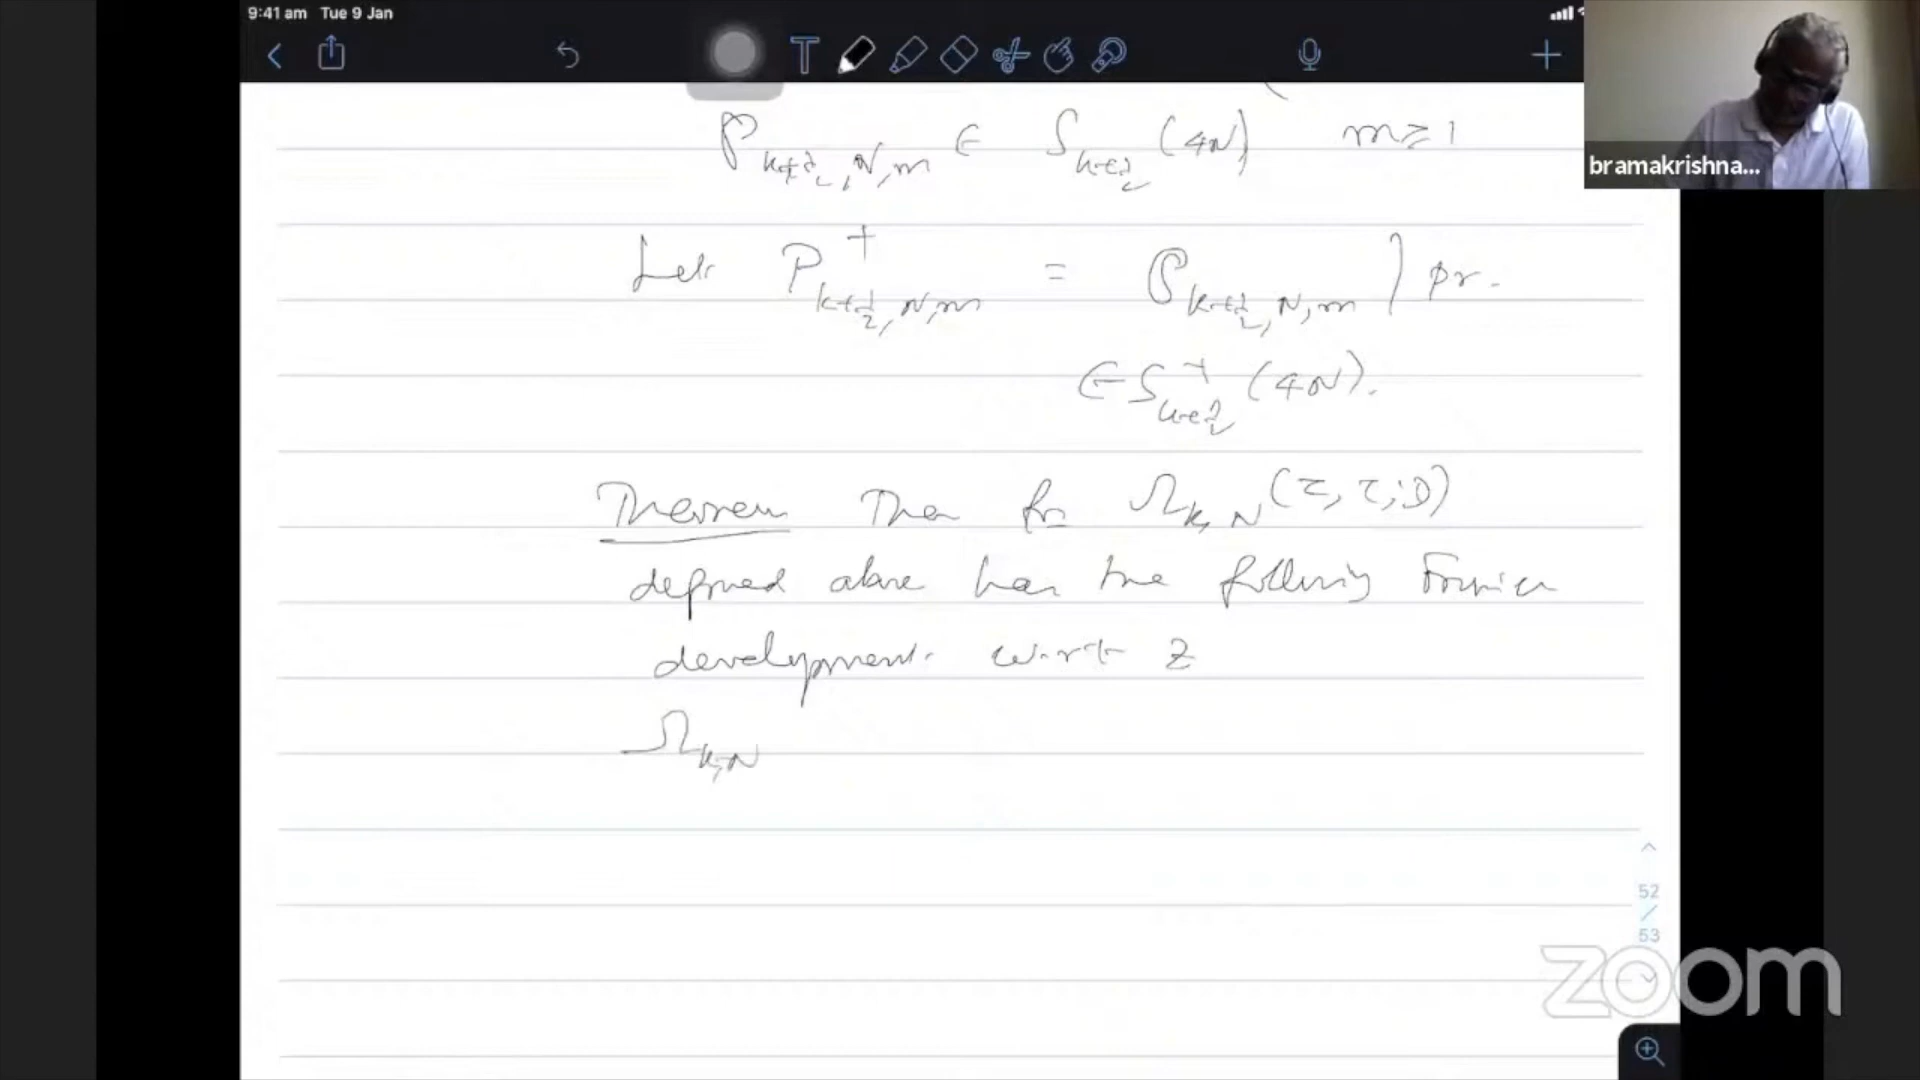 9:41 am Tue 9 Jan
bramakrishna...
P_{k+1/2, N, m} ∈ S_{k+1/2} (4N) m ≥ 1
Let P^+_{k+1/2, N, m} = P_{k+1/2, N, m} | pr.
∈ S^+_{k+1/2} (4N).
Theorem The fn Ω_{k, N} (z, τ; D)
defined above has the following Fourier
development w.r.t z
Ω_{k, N}
52
/
53
zoom